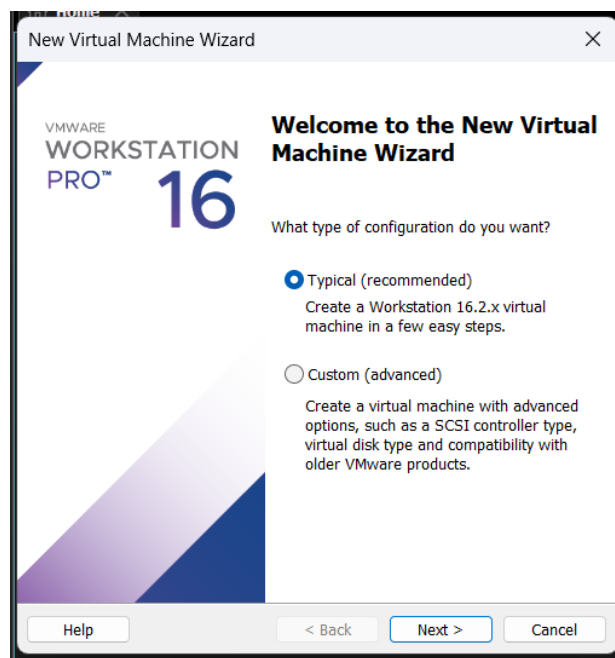 Home
New Virtual Machine Wizard
VMWARE
WORKSTATION
PRO™ 16
Welcome to the New Virtual
Machine Wizard
What type of configuration do you want?
Typical (recommended)
Create a Workstation 16.2.x virtual
machine in a few easy steps.
Custom (advanced)
Create a virtual machine with advanced
options, such as a SCSI controller type,
virtual disk type and compatibility with
older VMware products.
Help
< Back
Next >
Cancel